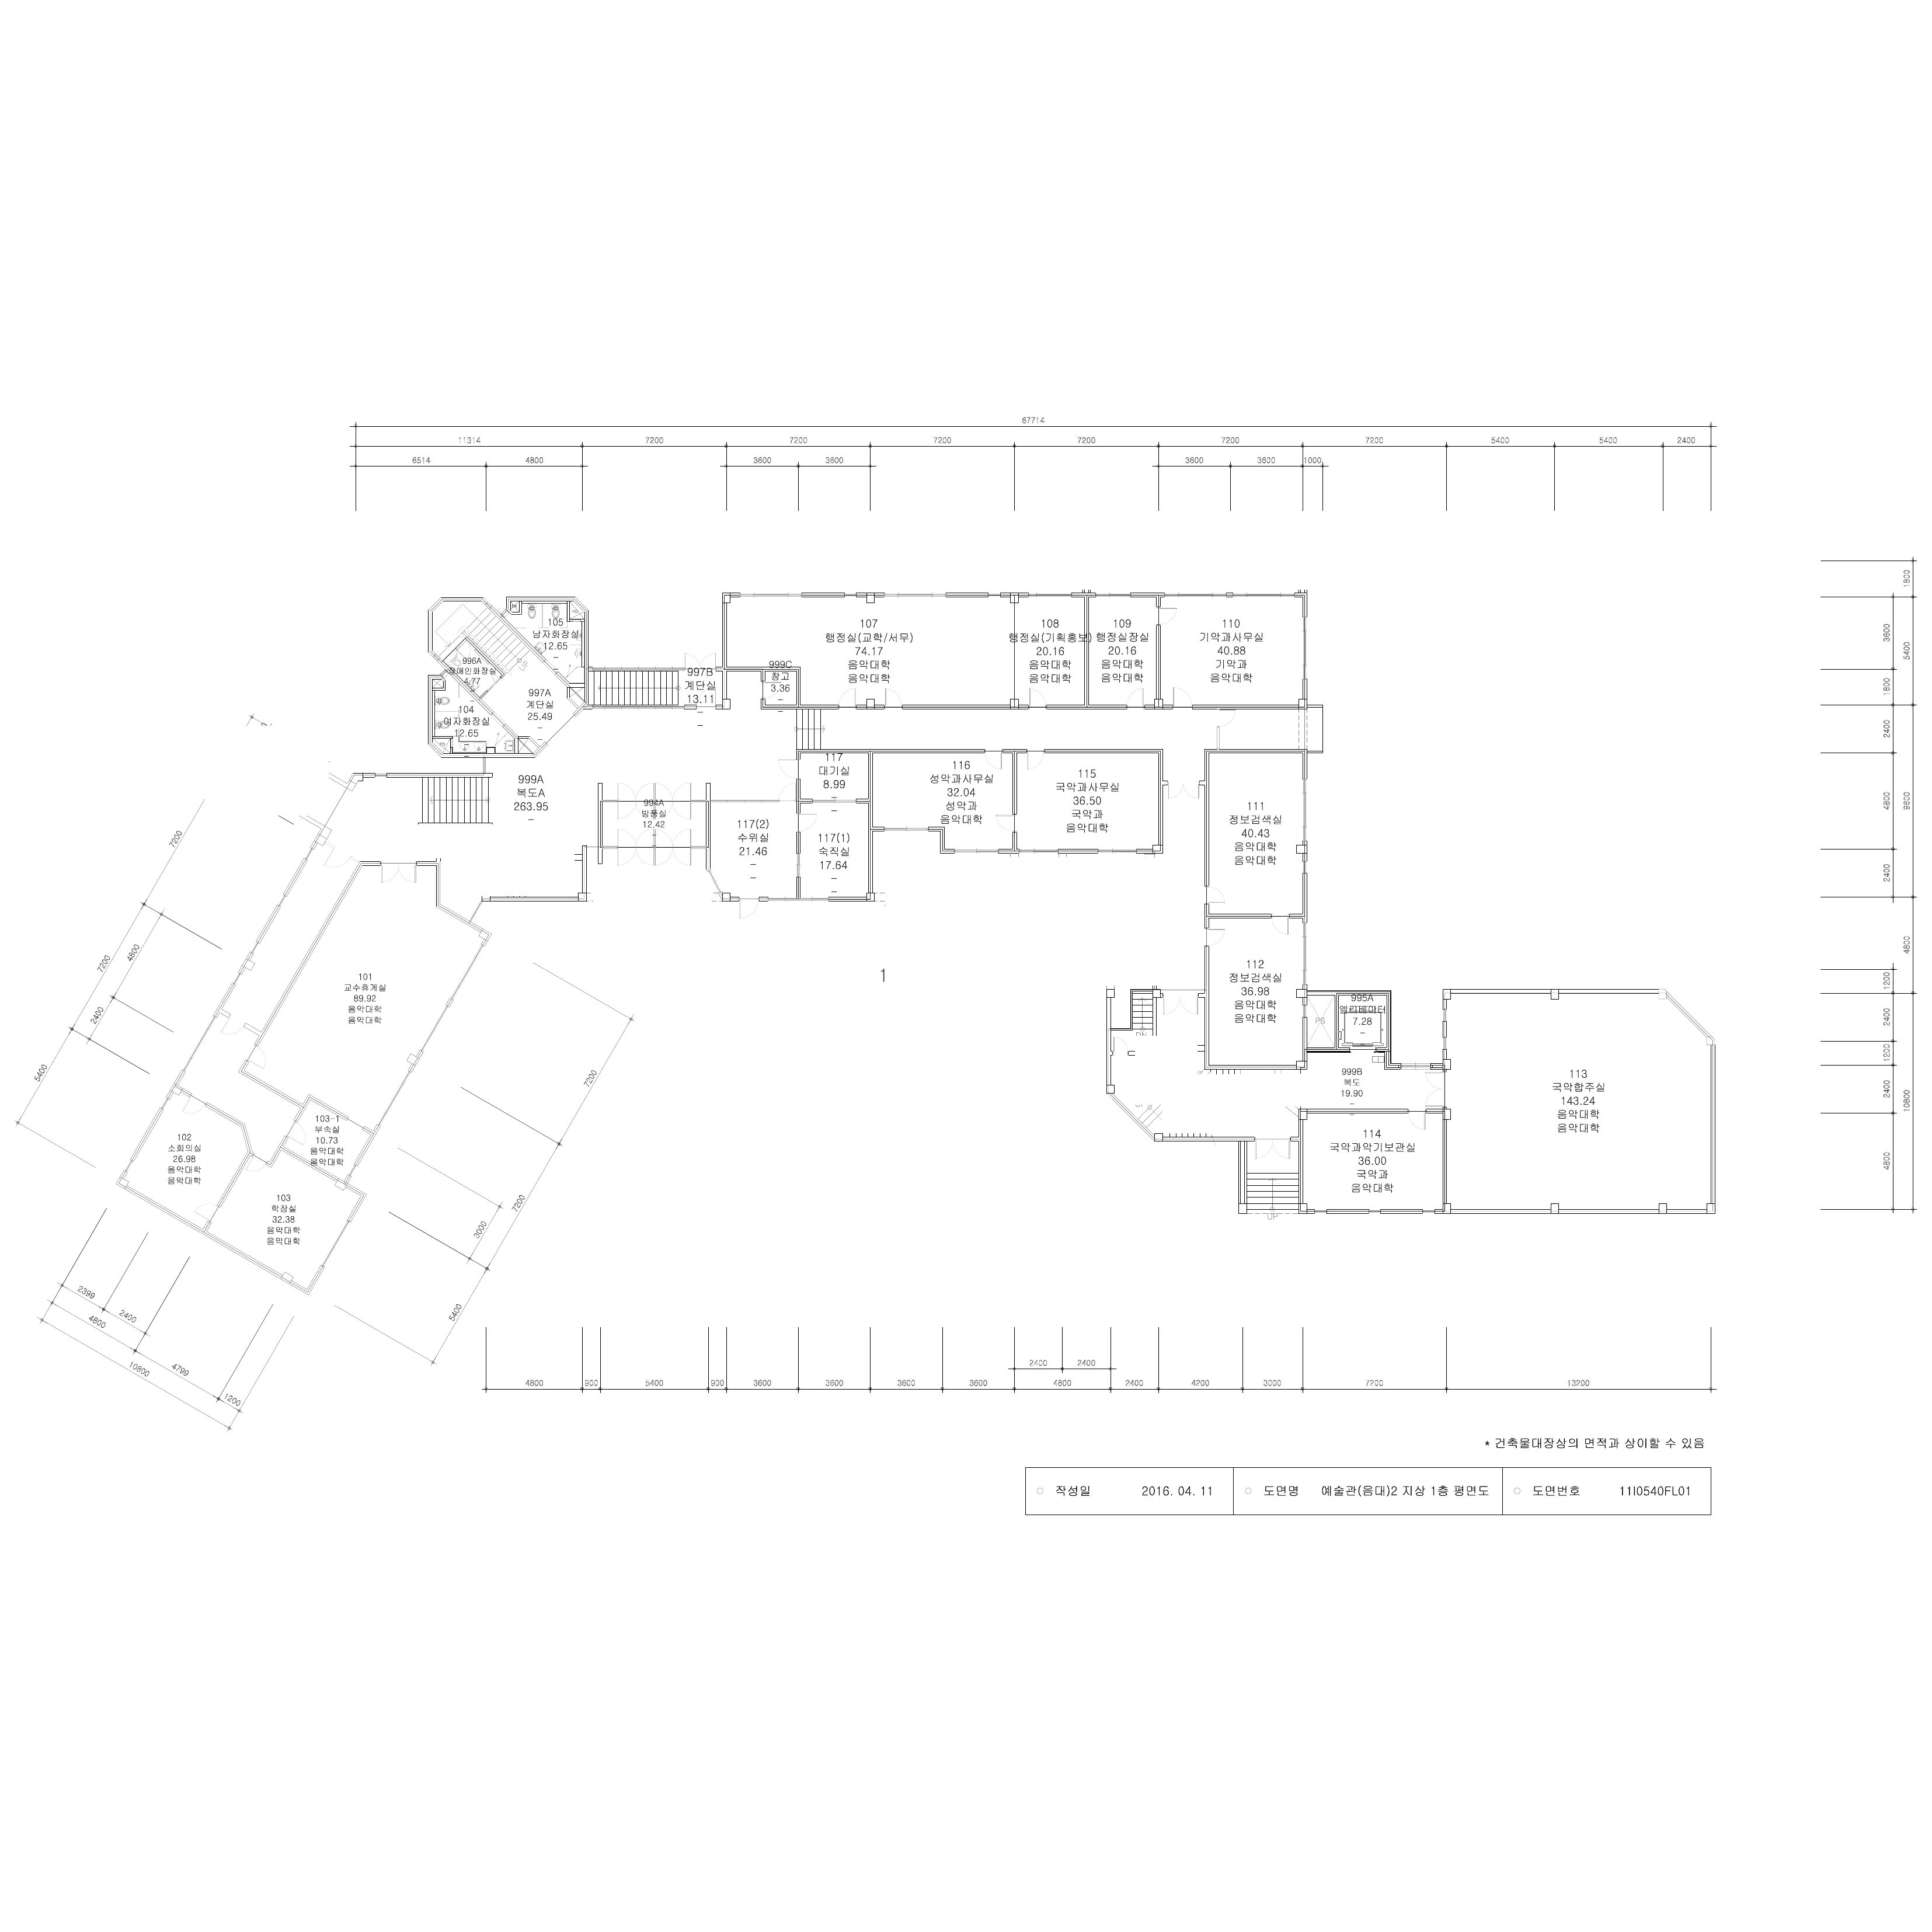 67714
11314
7200
7200
7200
7200
7200
7200
5400
5400
2400
6514
4800
3600
3600
3600
3600
1000
1800
3600
5400
1800
2400
4800
9600
2400
4800
1200
2400
1200
2400
10800
4800
105
남자화장실
12.65
996A
장애인화장실
4.77
UP
997A
계단실
25.49
104
여자화장실
12.65
997B
계단실
13.11
999C
창고
3.36
107
행정실(교학/서무)
74.17
음악대학
음악대학
108
행정실(기획홍보)
20.16
음악대학
음악대학
109
행정실장실
20.16
음악대학
음악대학
110
기악과사무실
40.88
기악과
음악대학
999A
복도A
263.95
994A
방풍실
12.42
117
대기실
8.99
117(2)
수위실
21.46
117(1)
숙직실
17.64
116
성악과사무실
32.04
성악과
음악대학
115
국악과사무실
36.50
국악과
음악대학
111
정보검색실
40.43
음악대학
음악대학
112
정보검색실
36.98
음악대학
음악대학
1
PS
995A
엘리베이터
7.28
999B
복도
19.90
113
국악합주실
143.24
음악대학
음악대학
114
국악과악기보관실
36.00
국악과
음악대학
UP
101
교수휴게실
89.92
음악대학
음악대학
102
소회의실
26.98
음악대학
음악대학
103-1
부속실
10.73
음악대학
음악대학
103
학장실
32.38
음악대학
음악대학
7200
7200
4800
2400
5400
7200
7200
3000
5400
2399
2400
4800
4799
10800
1200
2400
2400
4800
900
5400
900
3600
3600
3600
3600
4800
2400
4200
3000
7200
13200
* 건축물대장상의 면적과 상이할 수 있음
○ 작성일 2016. 04. 11 ○ 도면명 예술관(음대)2 지상 1층 평면도 ○ 도면번호 11I0540FL01